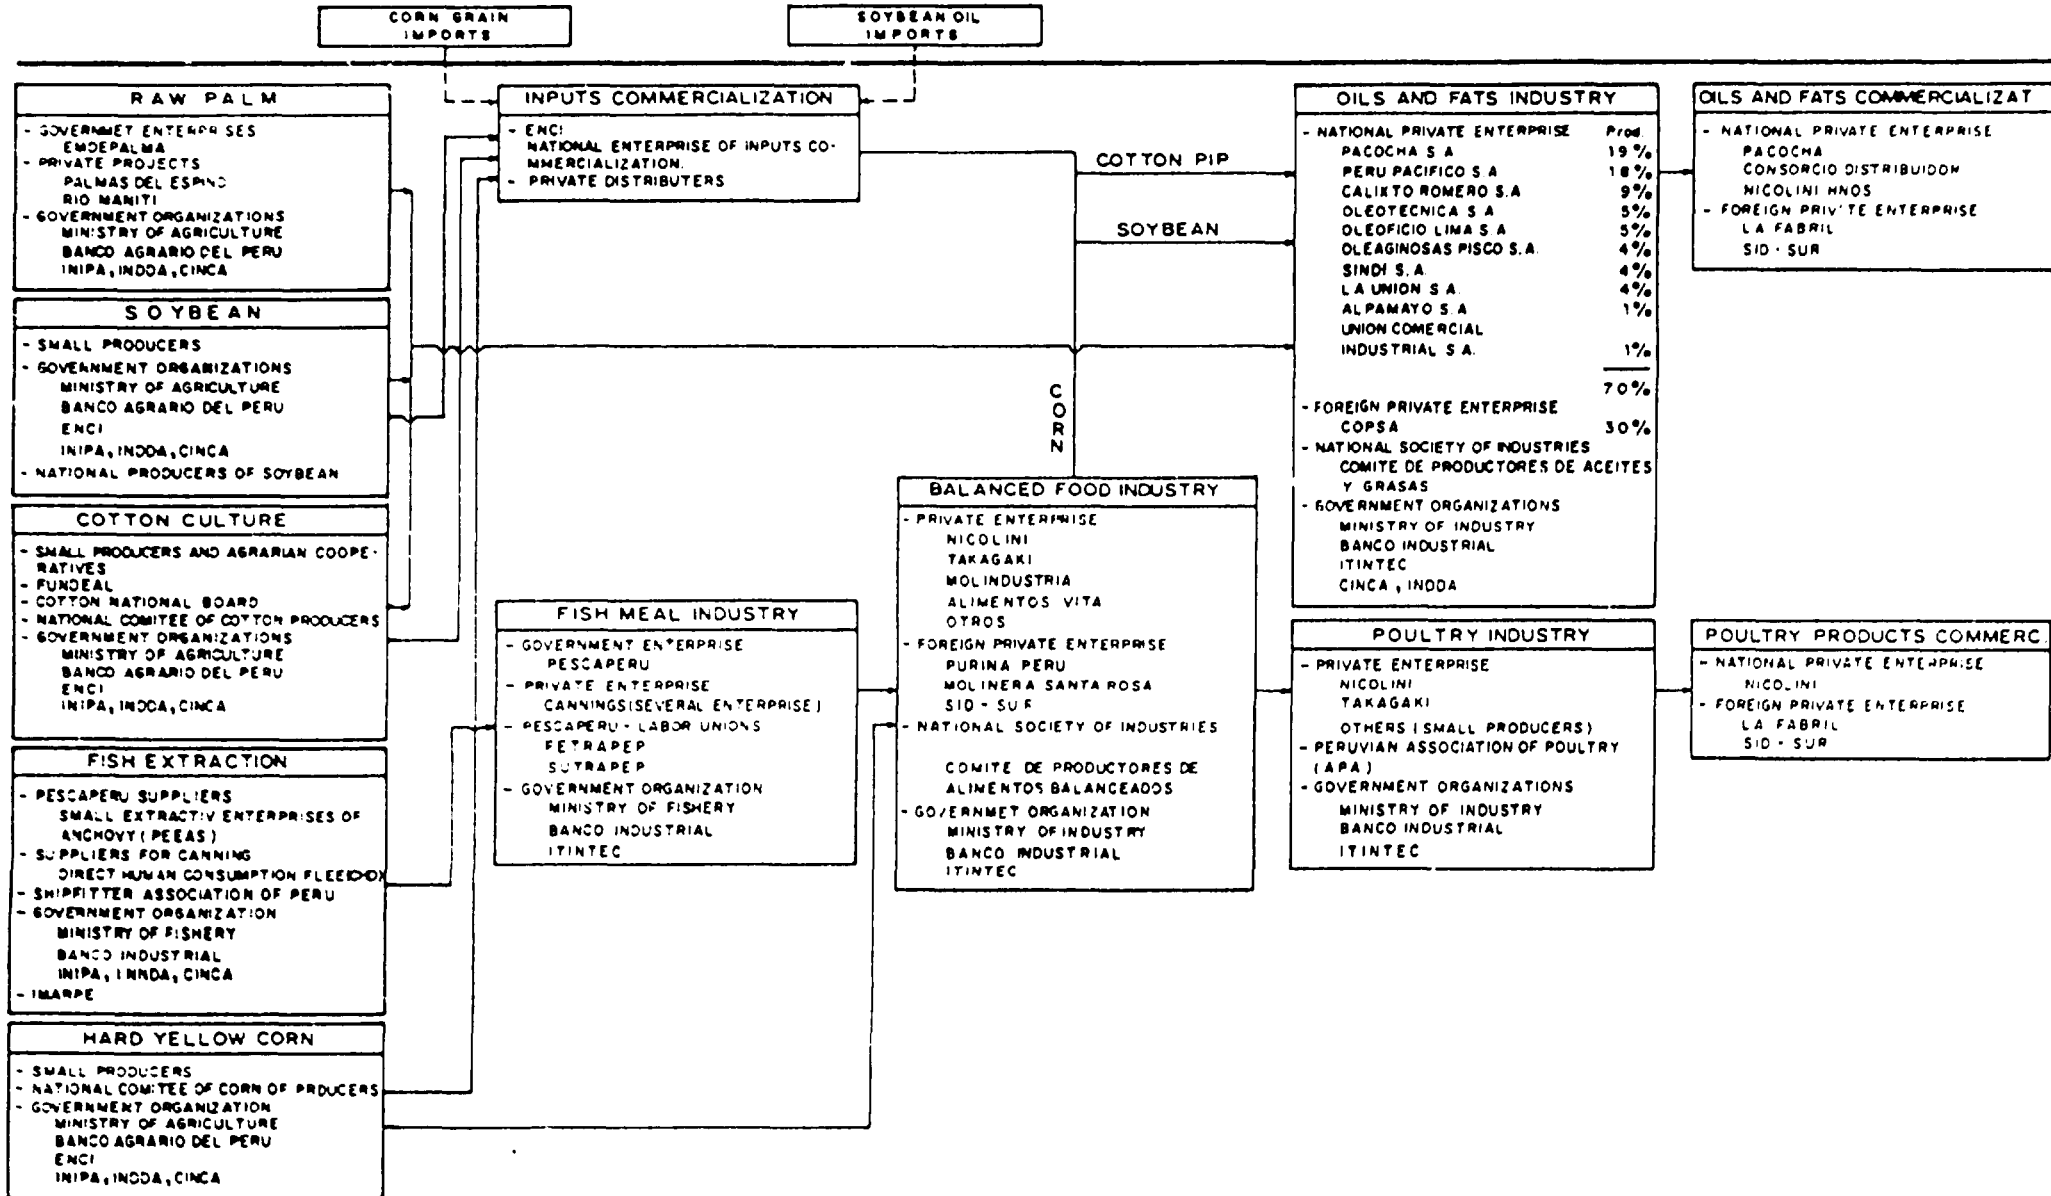 CORN GRAIN
IMPORTS
SOYBEAN OIL
IMPORTS
RAW PALM
- GOVERNMET ENTERPRISES
EMDEPALMA
- PRIVATE PROJECTS
PALMAS DEL ESPINO
RIO MANITI
- GOVERNMENT ORGANIZATIONS
MINISTRY OF AGRICULTURE
BANCO AGRARIO DEL PERU
INIPA, INDDA, CINCA
SOYBEAN
- SMALL PRODUCERS
- GOVERNMENT ORGANIZATIONS
MINISTRY OF AGRICULTURE
BANCO AGRARIO DEL PERU
ENCI
INIPA, INDDA, CINCA
- NATIONAL PRODUCERS OF SOYBEAN
COTTON CULTURE
- SMALL PRODUCERS AND AGRARIAN COOPE-
RATIVES
- FUNDEAL
- COTTON NATIONAL BOARD
- NATIONAL COMITEE OF COTTON PRODUCERS
- GOVERNMENT ORGANIZATIONS
MINISTRY OF AGRICULTURE
BANCO AGRARIO DEL PERU
ENCI
INIPA, INDDA, CINCA
FISH EXTRACTION
- PESCAPERU SUPPLIERS
SMALL EXTRACTIV ENTERPRISES OF
ANCHOVY (PEEAS)
- SUPPLIERS FOR CANNING
DIRECT HUMAN CONSUMPTION
- SHIPFITTER ASSOCIATION OF PERU
- GOVERNMENT ORGANIZATION
MINISTRY OF FISHERY
BANCO INDUSTRIAL
INIPA, INNDA, CINCA
- IMARPE
HARD YELLOW CORN
- SMALL PRODUCERS
- NATIONAL COMITEE OF CORN OF PRDUCERS
- GOVERNMENT ORGANIZATION
MINISTRY OF AGRICULTURE
BANCO AGRARIO DEL PERU
ENCI
INIPA, INDDA, CINCA
INPUTS COMMERCIALIZATION
- ENCI
NATIONAL ENTERPRISE OF INPUTS CO-
MMERCIALIZATION.
- PRIVATE DISTRIBUTERS
COTTON PIP
SOYBEAN
CORN
FISH MEAL INDUSTRY
- GOVERNMENT ENTERPRISE
PESCAPERU
- PRIVATE ENTERPRISE
CANNINGS (SEVERAL ENTERPRISE)
- PESCAPERU - LABOR UNIONS
FETRAPEP
SUTRAPEP
- GOVERNMENT ORGANIZATION
MINISTRY OF FISHERY
BANCO INDUSTRIAL
ITINTEC
BALANCED FOOD INDUSTRY
- PRIVATE ENTERPRISE
NICOLINI
TAKAGAKI
MOLINDUSTRIA
ALIMENTOS VITA
OTROS
- FOREIGN PRIVATE ENTERPRISE
PURINA PERU
MOLINERA SANTA ROSA
SID - SUR
- NATIONAL SOCIETY OF INDUSTRIES
COMITE DE PRODUCTORES DE
ALIMENTOS BALANCEADOS
- GOVERNMET ORGANIZATION
MINISTRY OF INDUSTRY
BANCO INDUSTRIAL
ITINTEC
OILS AND FATS INDUSTRY
- NATIONAL PRIVATE ENTERPRISE Prod.
PACOCHA S A 19%
PERU PACIFICO S.A 18%
CALIXTO ROMERO S.A 9%
OLEOTECNICA S A 5%
OLEOFICIO LIMA S.A 5%
OLEAGINOSAS PISCO S.A. 4%
SINDI S.A. 4%
LA UNION S.A. 4%
ALPAMAYO S.A 1%
UNION COMERCIAL
INDUSTRIAL S A. 1%
70%
- FOREIGN PRIVATE ENTERPRISE
COPSA 30%
- NATIONAL SOCIETY OF INDUSTRIES
COMITE DE PRODUCTORES DE ACEITES
Y GRASAS
- GOVERNMENT ORGANIZATIONS
MINISTRY OF INDUSTRY
BANCO INDUSTRIAL
ITINTEC
CINCA, INDDA
POULTRY INDUSTRY
- PRIVATE ENTERPRISE
NICOLINI
TAKAGAKI
OTHERS (SMALL PRODUCERS)
- PERUVIAN ASSOCIATION OF POULTRY
(APA)
- GOVERNMENT ORGANIZATIONS
MINISTRY OF INDUSTRY
BANCO INDUSTRIAL
ITINTEC
OILS AND FATS COMMERCIALIZAT
- NATIONAL PRIVATE ENTERPRISE
PACOCHA
CONSORCIO DISTRIBUIDOR
NICOLINI HNOS
- FOREIGN PRIVATE ENTERPRISE
LA FABRIL
SID - SUR
POULTRY PRODUCTS COMMERC.
- NATIONAL PRIVATE ENTERPRISE
NICOLINI
- FOREIGN PRIVATE ENTERPRISE
LA FABRIL
SID - SUR